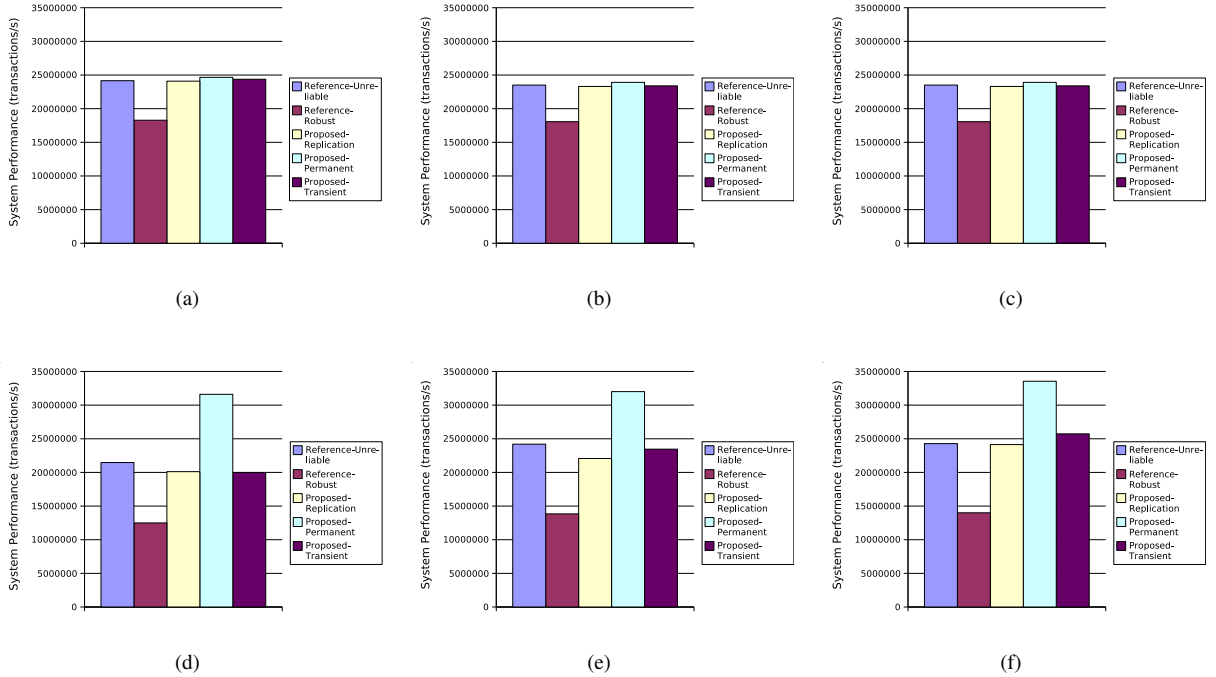 System Performance (transactions/s)
35000000
30000000
25000000
20000000
15000000
10000000
5000000
0
Reference-Unre-
liable
Reference-
Robust
Proposed-
Replication
Proposed-
Permanent
Proposed-
Transient
(a)
System Performance (transactions/s)
35000000
30000000
25000000
20000000
15000000
10000000
5000000
0
Reference-Unre-
liable
Reference-
Robust
Proposed-
Replication
Proposed-
Permanent
Proposed-
Transient
(b)
System Performance (transactions/s)
35000000
30000000
25000000
20000000
15000000
10000000
5000000
0
Reference-Unre-
liable
Reference-
Robust
Proposed-
Replication
Proposed-
Permanent
Proposed-
Transient
(c)
System Performance (transactions/s)
35000000
30000000
25000000
20000000
15000000
10000000
5000000
0
Reference-Unre-
liable
Reference-
Robust
Proposed-
Replication
Proposed-
Permanent
Proposed-
Transient
(d)
System Performance (transactions/s)
35000000
30000000
25000000
20000000
15000000
10000000
5000000
0
Reference-Unre-
liable
Reference-
Robust
Proposed-
Replication
Proposed-
Permanent
Proposed-
Transient
(e)
System Performance (transactions/s)
35000000
30000000
25000000
20000000
15000000
10000000
5000000
0
Reference-Unre-
liable
Reference-
Robust
Proposed-
Replication
Proposed-
Permanent
Proposed-
Transient
(f)